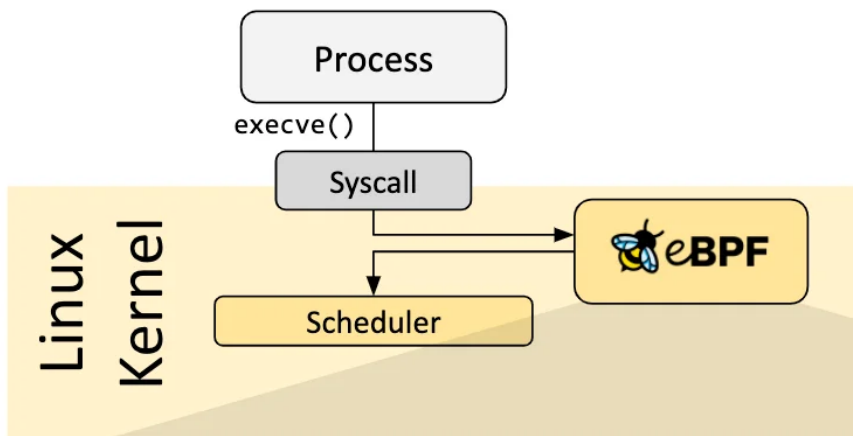 Process
execve()
Syscall
Linux
Kernel
eBPF
Scheduler